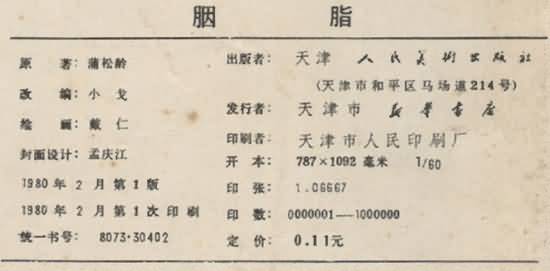 胭脂
原著：蒲松龄
改编：小戈
绘画：戴仁
封面设计：孟庆江
1980年2月第1版
1980年2月第1次印刷
统一书号：8073·30402
出版者：天津人民美术出版社
(天津市和平区马场道214号)
发行者：天津市新华书店
印刷者：天津市人民印刷厂
开本：787×1092毫米 1/60
印张：1.06667
印数：0000001—1000000
定价：0.11元